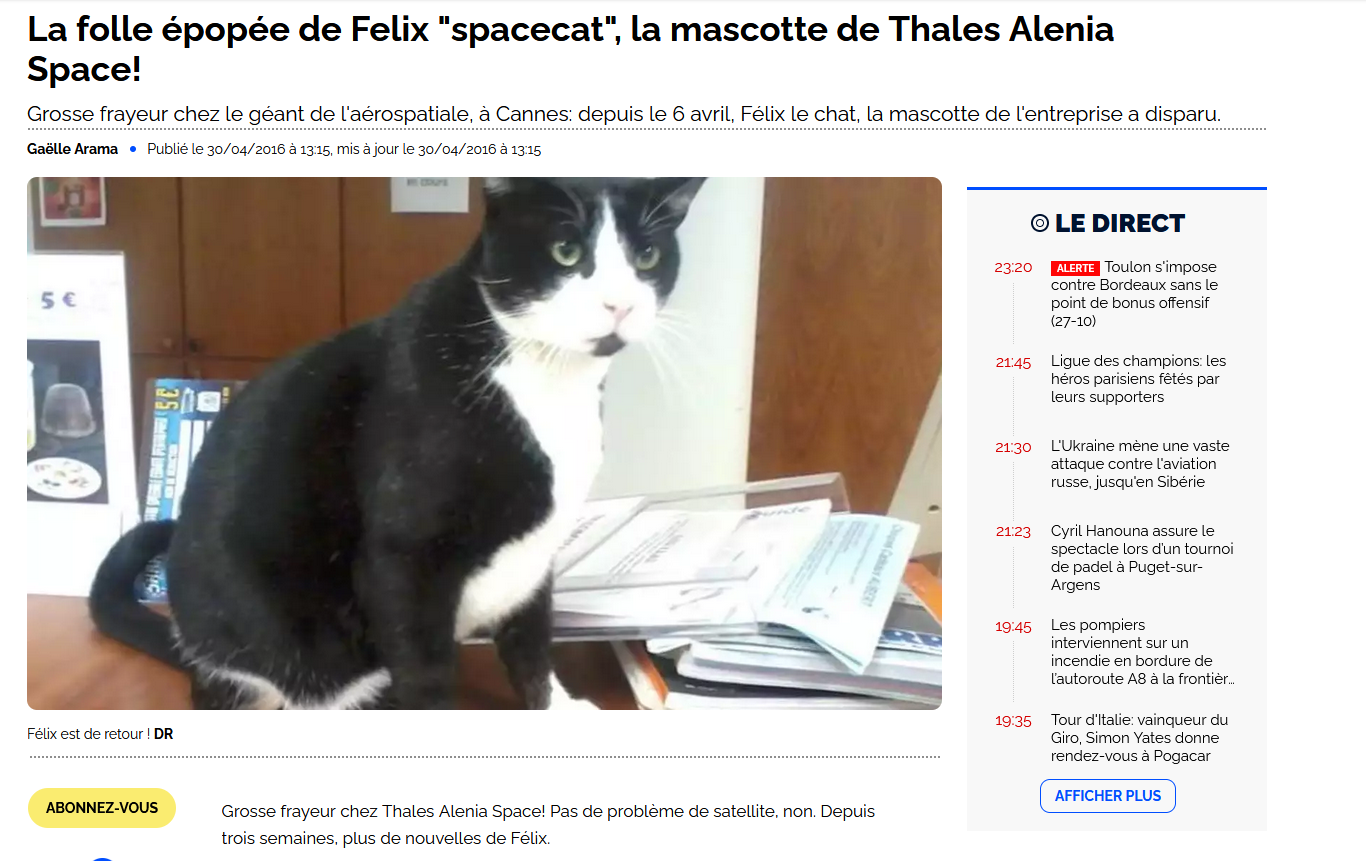 La folle épopée de Felix "spacecat", la mascotte de Thales Alenia
Space!
Grosse frayeur chez le géant de l'aérospatiale, à Cannes: depuis le 6 avril, Félix le chat, la mascotte de l'entreprise a disparu.
Gaëlle Arama • Publié le 30/04/2016 à 13:15, mis à jour le 30/04/2016 à 13:15
en cours
5 €
5€
Guide
Félix est de retour ! DR
ABONNEZ-VOUS
Grosse frayeur chez Thales Alenia Space! Pas de problème de satellite, non. Depuis
trois semaines, plus de nouvelles de Félix.
LE DIRECT
23:20 ALERTE Toulon s'impose
contre Bordeaux sans le
point de bonus offensif
(27-10)
21:45 Ligue des champions: les
héros parisiens fêtés par
leurs supporters
21:30 L'Ukraine mène une vaste
attaque contre l'aviation
russe, jusqu'en Sibérie
21:23 Cyril Hanouna assure le
spectacle lors d'un tournoi
de padel à Puget-sur-
Argens
19:45 Les pompiers
interviennent sur un
incendie en bordure de
l'autoroute A8 à la frontièr…
19:35 Tour d'Italie: vainqueur du
Giro, Simon Yates donne
rendez-vous à Pogacar
AFFICHER PLUS